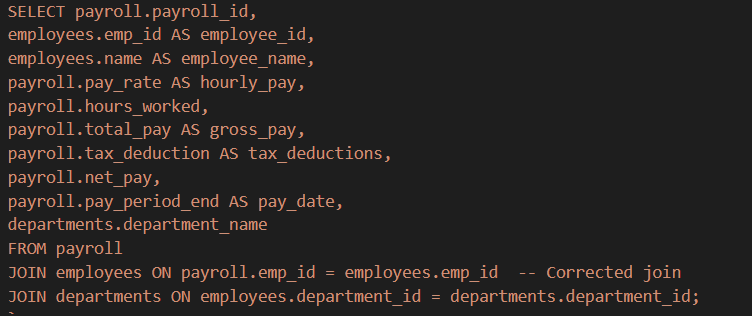 SELECT payroll.payroll_id,
employees.emp_id AS employee_id,
employees.name AS employee_name,
payroll.pay_rate AS hourly_pay,
payroll.hours_worked,
payroll.total_pay AS gross_pay,
payroll.tax_deduction AS tax_deductions,
payroll.net_pay,
payroll.pay_period_end AS pay_date,
departments.department_name
FROM payroll
JOIN employees ON payroll.emp_id = employees.emp_id  -- Corrected join
JOIN departments ON employees.department_id = departments.department_id;